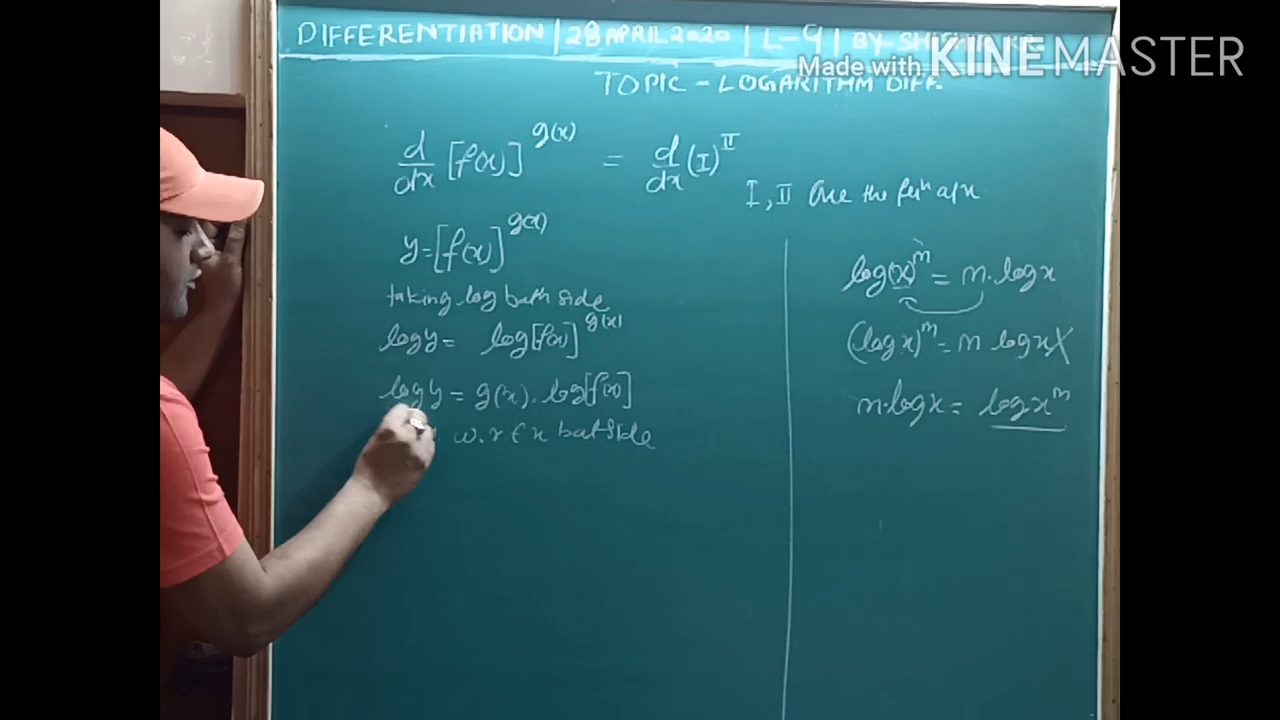 DIFFERENTIATION | 28 APRIL 2020 | L-9 | BY-
Made with KINEMASTER
TOPIC - LOGARITHM DIFF.
d/dx [f(x)]^g(x) = d/dx (I)^II
I, II are the of x
y = [f(x)]^g(x)
taking log both side
log y = log[f(x)]^g(x)
log y = g(x). log[f(x)]
w.r.t x both side
log(x)^m = m. log x
(log x)^m = m log x X
m. log x = log x^m